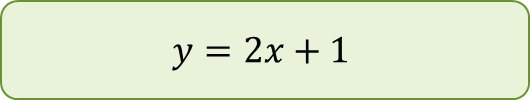 y = 2x + 1